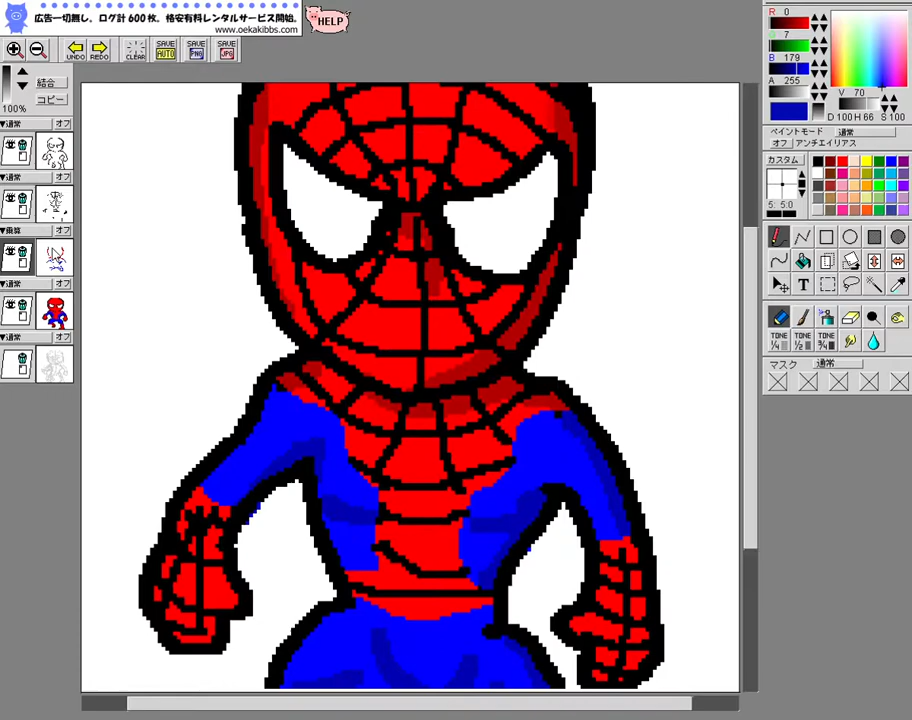 広告一切無し。ログ計600枚。格安有料レンタルサービス開始。
www.oekakibbs.com
HELP
UNDO
REDO
CLEAR
SAVE
AUTO
SAVE
PNG
SAVE
JPG
100%
結合
コピー
▼通常 オフ
▼通常 オフ
▼乗算 オフ
▼通常 オフ
▼通常 オフ
R 0
G 7
B 179
A 255
V 70
D100 H 66 S 100
ペイントモード 通常
オフ アンチエイリアス
カスタム
5: 5:0
T
TONE
1/4
TONE
2/4
TONE
3/4
マスク 通常